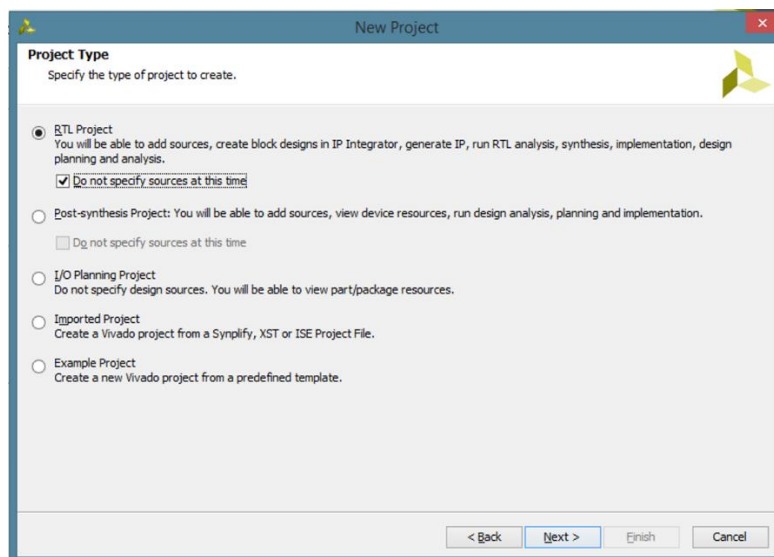 New Project
Project Type
Specify the type of project to create.
RTL Project
You will be able to add sources, create block designs in IP Integrator, generate IP, run RTL analysis, synthesis, implementation, design
planning and analysis.
Do not specify sources at this time
Post-synthesis Project: You will be able to add sources, view device resources, run design analysis, planning and implementation.
Do not specify sources at this time
I/O Planning Project
Do not specify design sources. You will be able to view part/package resources.
Imported Project
Create a Vivado project from a Synplify, XST or ISE Project File.
Example Project
Create a new Vivado project from a predefined template.
< Back Next > Finish Cancel